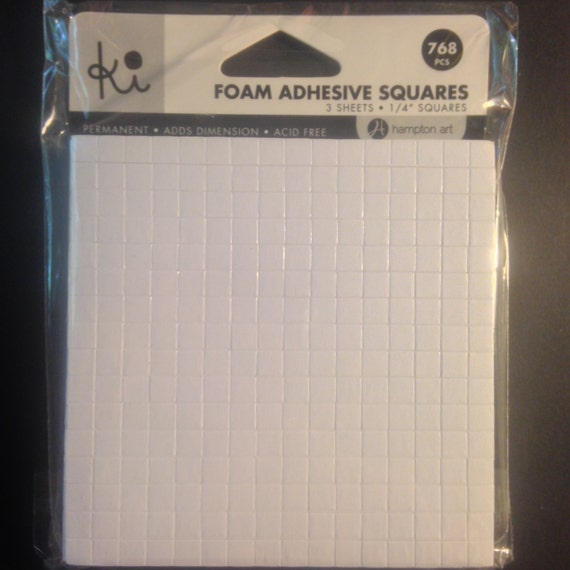 ki
768
PCS
FOAM ADHESIVE SQUARES
3 SHEETS • 1/4" SQUARES
PERMANENT • ADDS DIMENSION • ACID FREE
hampton art